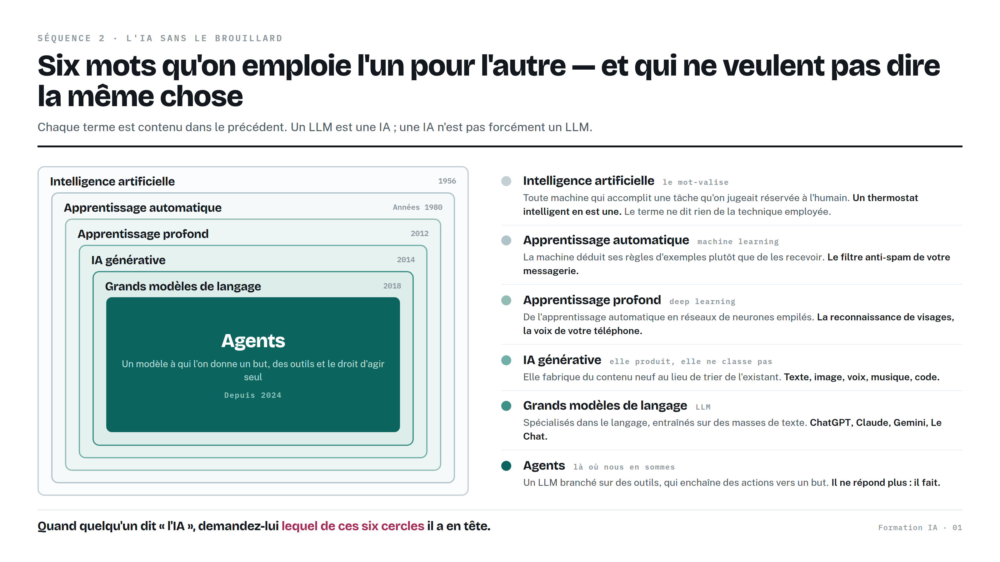 SÉQUENCE 2 · L'IA SANS LE BROUILLARD
Six mots qu'on emploie l'un pour l'autre — et qui ne veulent pas dire
la même chose
Chaque terme est contenu dans le précédent. Un LLM est une IA ; une IA n'est pas forcément un LLM.
Intelligence artificielle 1956
Apprentissage automatique Années 1980
Apprentissage profond 2012
IA générative 2014
Grands modèles de langage 2018
Agents
Un modèle à qui l'on donne un but, des outils et le droit d'agir
seul
Depuis 2024
Intelligence artificielle le mot-valise
Toute machine qui accomplit une tâche qu'on jugeait réservée à l'humain. Un thermostat
intelligent en est une. Le terme ne dit rien de la technique employée.
Apprentissage automatique machine learning
La machine déduit ses règles d'exemples plutôt que de les recevoir. Le filtre anti-spam de votre
messagerie.
Apprentissage profond deep learning
De l'apprentissage automatique en réseaux de neurones empilés. La reconnaissance de visages,
la voix de votre téléphone.
IA générative elle produit, elle ne classe pas
Elle fabrique du contenu neuf au lieu de trier de l'existant. Texte, image, voix, musique, code.
Grands modèles de langage LLM
Spécialisés dans le langage, entraînés sur des masses de texte. ChatGPT, Claude, Gemini, Le
Chat.
Agents là où nous en sommes
Un LLM branché sur des outils, qui enchaîne des actions vers un but. Il ne répond plus : il fait.
Quand quelqu'un dit « l'IA », demandez-lui lequel de ces six cercles il a en tête.
Formation IA · 01